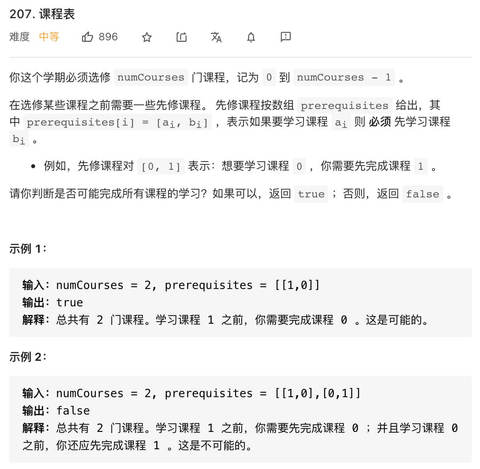 207. 课程表
难度 中等 896
你这个学期必须选修 numCourses 门课程，记为 0 到 numCourses - 1 。
在选修某些课程之前需要一些先修课程。 先修课程按数组 prerequisites 给出，其
中 prerequisites[i] = [ai, bi] ，表示如果要学习课程 ai 则 必须 先学习课程
bi 。
• 例如，先修课程对 [0, 1] 表示：想要学习课程 0 ，你需要先完成课程 1 。
请你判断是否可能完成所有课程的学习？如果可以，返回 true ；否则，返回 false 。
示例 1：
输入：numCourses = 2, prerequisites = [[1,0]]
输出：true
解释：总共有 2 门课程。学习课程 1 之前，你需要完成课程 0 。这是可能的。
示例 2：
输入：numCourses = 2, prerequisites = [[1,0],[0,1]]
输出：false
解释：总共有 2 门课程。学习课程 1 之前，你需要先完成课程 0 ；并且学习课程 0
之前，你还应先完成课程 1 。这是不可能的。